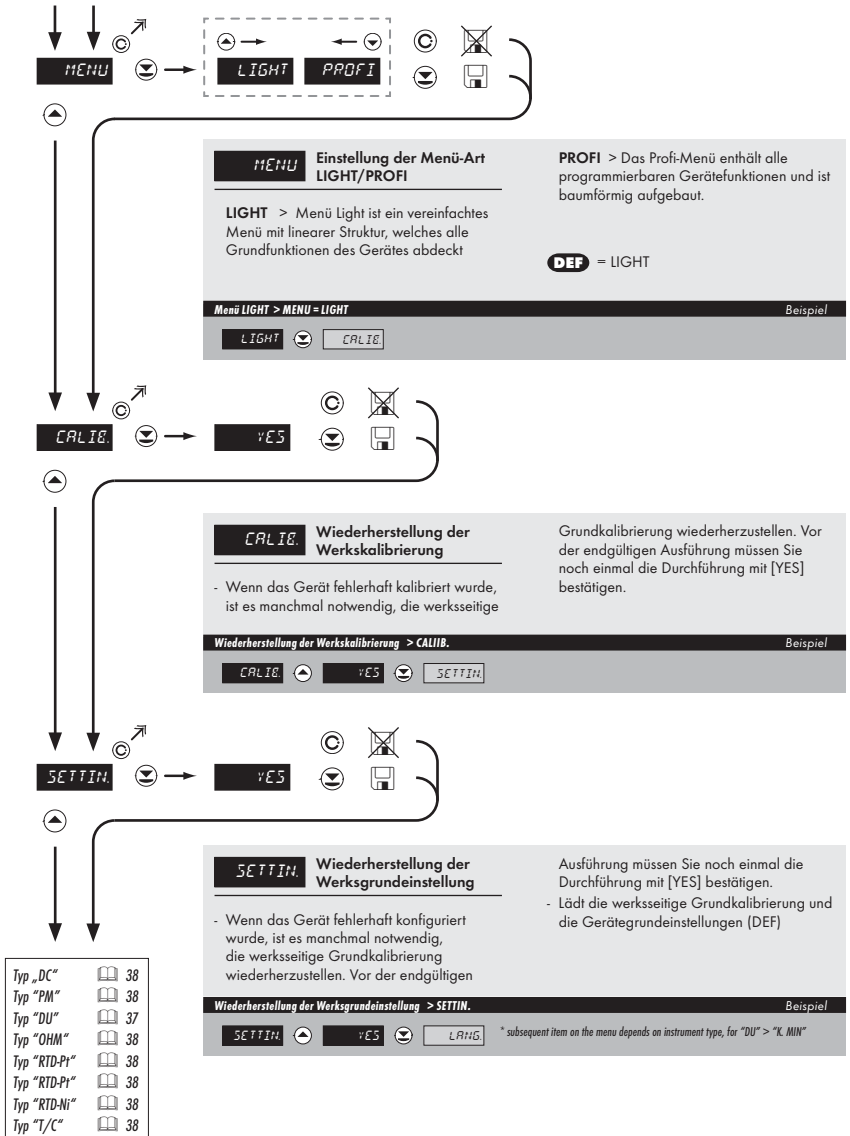 MENU
LIGHT PROFI
MENU
Einstellung der Menü-Art
LIGHT/PROFI
LIGHT > Menü Light ist ein vereinfachtes
Menü mit linearer Struktur, welches alle
Grundfunktionen des Gerätes abdeckt
PROFI > Das Profi-Menü enthält alle
programmierbaren Gerätefunktionen und ist
baumförmig aufgebaut.
DEF = LIGHT
Menü LIGHT > MENU = LIGHT Beispiel
LIGHT CALIB.
CALIB. YES
CALIB.
Wiederherstellung der
Werkskalibrierung
- Wenn das Gerät fehlerhaft kalibriert wurde,
ist es manchmal notwendig, die werksseitige
Grundkalibrierung wiederherzustellen. Vor
der endgültigen Ausführung müssen Sie
noch einmal die Durchführung mit [YES]
bestätigen.
Wiederherstellung der Werkskalibrierung > CALIIB. Beispiel
CALIB. YES SETTIN.
SETTIN. YES
SETTIN.
Wiederherstellung der
Werksgrundeinstellung
- Wenn das Gerät fehlerhaft konfiguriert
wurde, ist es manchmal notwendig,
die werksseitige Grundkalibrierung
wiederherzustellen. Vor der endgültigen
Ausführung müssen Sie noch einmal die
Durchführung mit [YES] bestätigen.
- Lädt die werksseitige Grundkalibrierung und
die Gerätegrundeinstellungen (DEF)
Wiederherstellung der Werksgrundeinstellung > SETTIN. Beispiel
SETTIN. YES LANG. * subsequent item on the menu depends on instrument type, for "DU" > "K. MIN"
Typ „DC“ 38
Typ “PM“ 38
Typ “DU“ 37
Typ “OHM“ 38
Typ “RTD-Pt“ 38
Typ “RTD-Pt“ 38
Typ “RTD-Ni“ 38
Typ “T/C“ 38